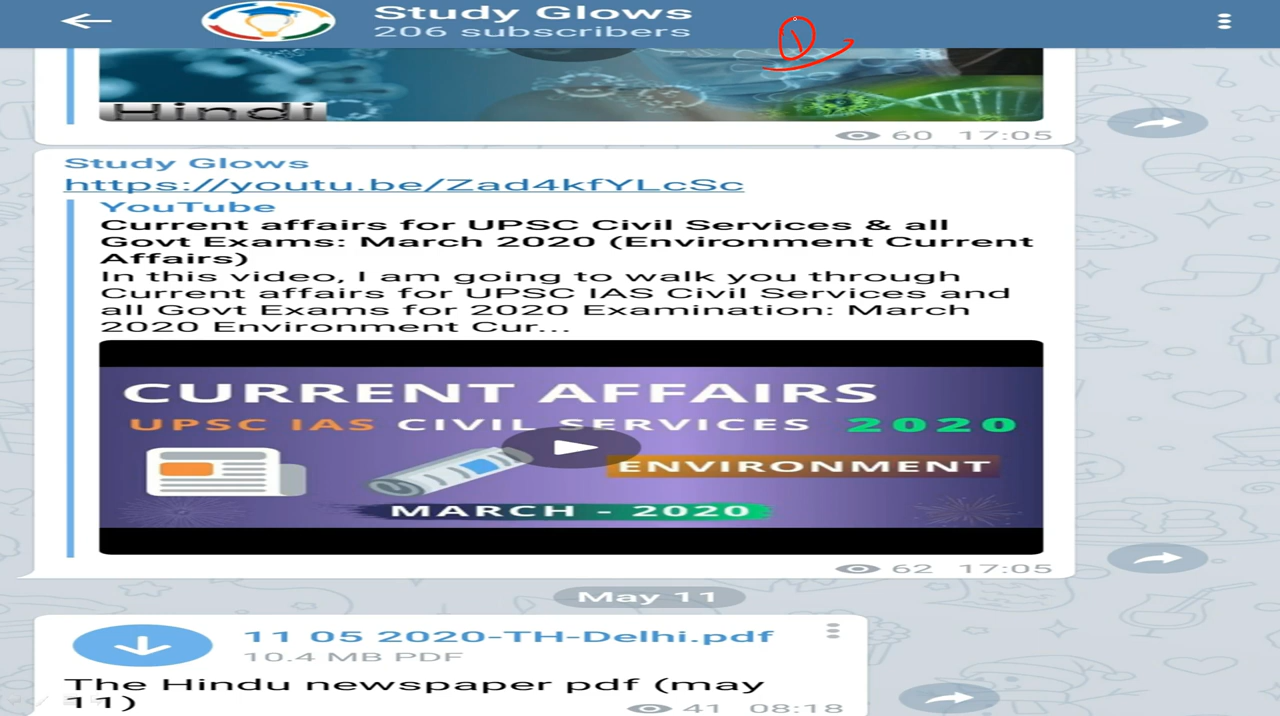 Study Glows
206 subscribers
Hindi
60 17:05
Study Glows
https://youtu.be/Zad4kfYLcSc
YouTube
Current affairs for UPSC Civil Services & all
Govt Exams: March 2020 (Environment Current
Affairs)
In this video, I am going to walk you through
Current affairs for UPSC IAS Civil Services and
all Govt Exams for 2020 Examination: March
2020 Environment Cur...
CURRENT AFFAIRS
UPSC IAS CIVIL SERVICES 2020
ENVIRONMENT
MARCH - 2020
62 17:05
May 11
11 05 2020-TH-Delhi.pdf
10.4 MB PDF
The Hindu newspaper pdf (may
11)
41 08:18